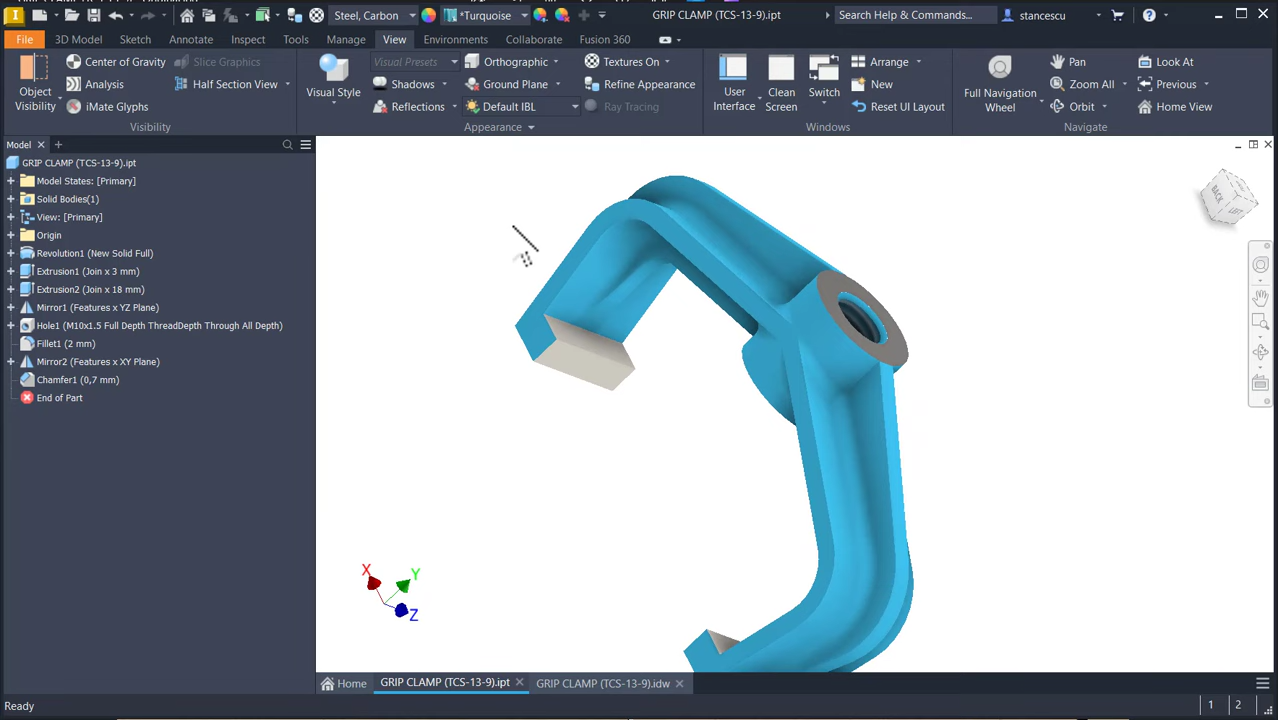 Steel, Carbon
*Turquoise
GRIP CLAMP (TCS-13-9).ipt
Search Help & Commands...
stancescu
File
3D Model
Sketch
Annotate
Inspect
Tools
Manage
View
Environments
Collaborate
Fusion 360
Object
Visibility
Center of Gravity
Analysis
iMate Glyphs
Slice Graphics
Half Section View
Visibility
Visual Style
Visual Presets
Shadows
Reflections
Orthographic
Ground Plane
Default IBL
Textures On
Refine Appearance
Ray Tracing
Appearance
User
Interface
Clean
Screen
Switch
Arrange
New
Reset UI Layout
Windows
Full Navigation
Wheel
Pan
Zoom All
Orbit
Look At
Previous
Home View
Navigate
Model
GRIP CLAMP (TCS-13-9).ipt
Model States: [Primary]
Solid Bodies(1)
View: [Primary]
Origin
Revolution1 (New Solid Full)
Extrusion1 (Join x 3 mm)
Extrusion2 (Join x 18 mm)
Mirror1 (Features x YZ Plane)
Hole1 (M10x1.5 Full Depth ThreadDepth Through All Depth)
Fillet1 (2 mm)
Mirror2 (Features x XY Plane)
Chamfer1 (0,7 mm)
End of Part
BACK
LEFT
X
Y
Z
Home
GRIP CLAMP (TCS-13-9).ipt
GRIP CLAMP (TCS-13-9).idw
Ready
1
2